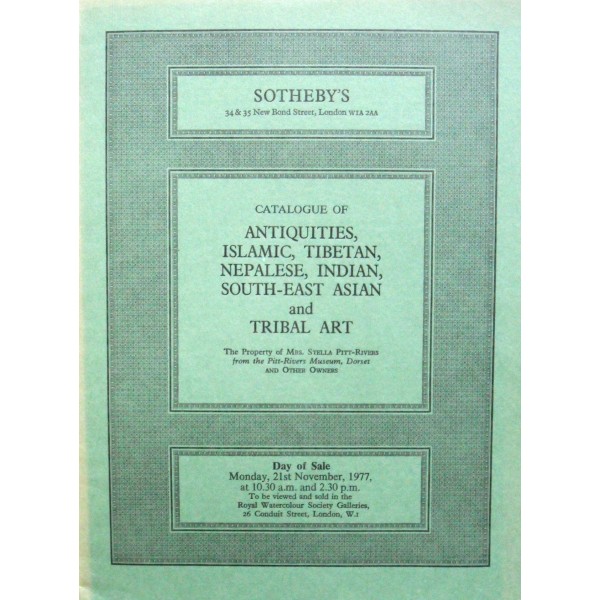 SOTHEBY'S
34 & 35 New Bond Street, London W1A 2AA
CATALOGUE OF
ANTIQUITIES,
ISLAMIC, TIBETAN,
NEPALESE, INDIAN,
SOUTH-EAST ASIAN
and
TRIBAL ART
The Property of MRS. STELLA PITT-RIVERS
from the Pitt-Rivers Museum, Dorset
AND OTHER OWNERS
Day of Sale
Monday, 21st November, 1977,
at 10.30 a.m. and 2.30 p.m.
To be viewed and sold in the
Royal Watercolour Society Galleries,
26 Conduit Street, London, W.1